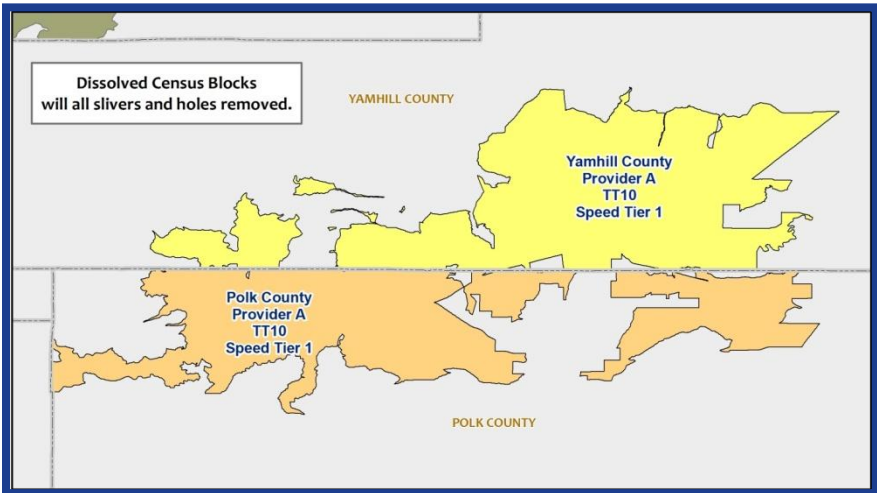 Dissolved Census Blocks
will all slivers and holes removed.
YAMHILL COUNTY
Yamhill County
Provider A
TT10
Speed Tier 1
Polk County
Provider A
TT10
Speed Tier 1
POLK COUNTY